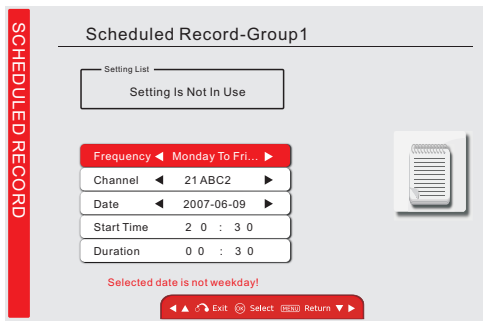 SCHEDULED RECORD
Scheduled Record-Group1
Setting List
Setting Is Not In Use
Frequency ◀ Monday To Fri... ▶
Channel ◀ 21 ABC2 ▶
Date ◀ 2007-06-09 ▶
Start Time 2 0 : 3 0
Duration 0 0 : 3 0
Selected date is not weekday!
◀ ▲ Exit OK Select MENU Return ▼ ▶